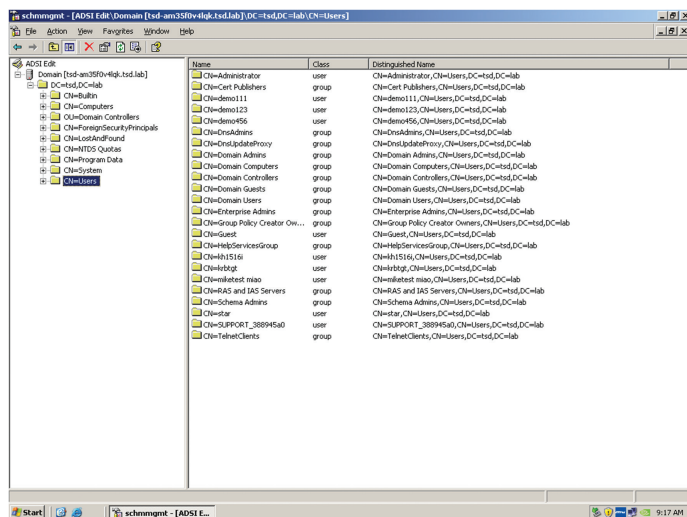 schmmgmt - [ADSI Edit\Domain [tsd-am35f0v4lqk.tsd.lab]\DC=tsd,DC=lab\CN=Users]
File Action View Favorites Window Help
ADSI Edit
Domain [tsd-am35f0v4lqk.tsd.lab]
DC=tsd,DC=lab
CN=Builtin
CN=Computers
OU=Domain Controllers
CN=ForeignSecurityPrincipals
CN=LostAndFound
CN=NTDS Quotas
CN=Program Data
CN=System
CN=Users
Name Class Distinguished Name
CN=Administrator user CN=Administrator,CN=Users,DC=tsd,DC=lab
CN=Cert Publishers group CN=Cert Publishers,CN=Users,DC=tsd,DC=lab
CN=demo111 user CN=demo111,CN=Users,DC=tsd,DC=lab
CN=demo123 user CN=demo123,CN=Users,DC=tsd,DC=lab
CN=demo456 user CN=demo456,CN=Users,DC=tsd,DC=lab
CN=DnsAdmins group CN=DnsAdmins,CN=Users,DC=tsd,DC=lab
CN=DnsUpdateProxy group CN=DnsUpdateProxy,CN=Users,DC=tsd,DC=lab
CN=Domain Admins group CN=Domain Admins,CN=Users,DC=tsd,DC=lab
CN=Domain Computers group CN=Domain Computers,CN=Users,DC=tsd,DC=lab
CN=Domain Controllers group CN=Domain Controllers,CN=Users,DC=tsd,DC=lab
CN=Domain Guests group CN=Domain Guests,CN=Users,DC=tsd,DC=lab
CN=Domain Users group CN=Domain Users,CN=Users,DC=tsd,DC=lab
CN=Enterprise Admins group CN=Enterprise Admins,CN=Users,DC=tsd,DC=lab
CN=Group Policy Creator Ow... group CN=Group Policy Creator Owners,CN=Users,DC=tsd,DC=lab
CN=Guest user CN=Guest,CN=Users,DC=tsd,DC=lab
CN=HelpServicesGroup group CN=HelpServicesGroup,CN=Users,DC=tsd,DC=lab
CN=kh1516i user CN=kh1516i,CN=Users,DC=tsd,DC=lab
CN=krbtgt user CN=krbtgt,CN=Users,DC=tsd,DC=lab
CN=miketest miao user CN=miketest miao,CN=Users,DC=tsd,DC=lab
CN=RAS and IAS Servers group CN=RAS and IAS Servers,CN=Users,DC=tsd,DC=lab
CN=Schema Admins group CN=Schema Admins,CN=Users,DC=tsd,DC=lab
CN=star user CN=star,CN=Users,DC=tsd,DC=lab
CN=SUPPORT_388945a0 user CN=SUPPORT_388945a0,CN=Users,DC=tsd,DC=lab
CN=TelnetClients group CN=TelnetClients,CN=Users,DC=tsd,DC=lab
Start schmmgmt - [ADSI E... 9:17 AM